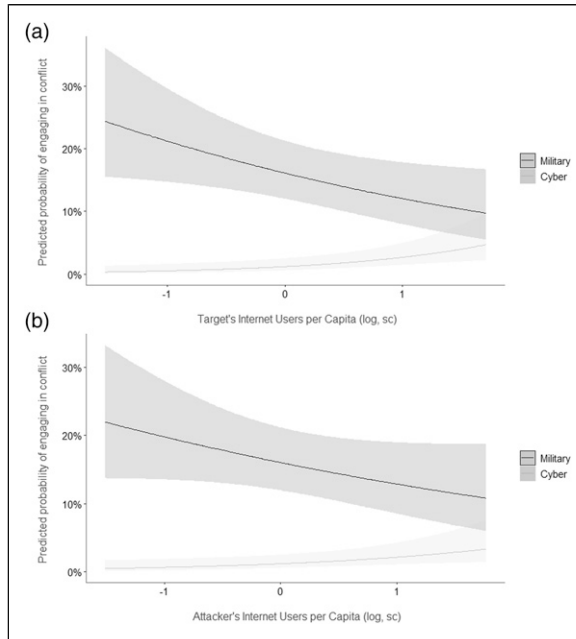 (a)
Predicted probability of engaging in conflict
30%
20%
10%
0%
-1
0
1
Target's Internet Users per Capita (log, sc)
Military
Cyber
(b)
Predicted probability of engaging in conflict
30%
20%
10%
0%
-1
0
1
Attacker's Internet Users per Capita (log, sc)
Military
Cyber